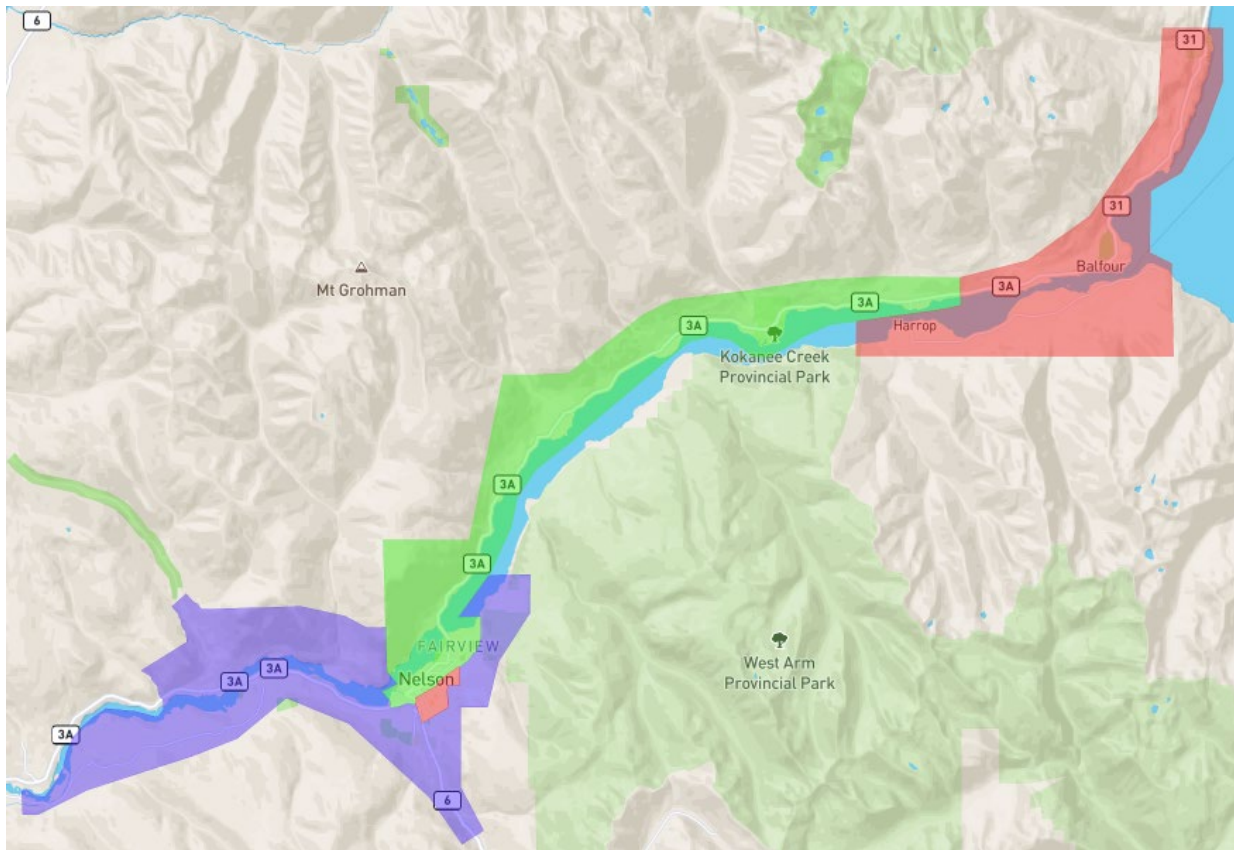 6
31
31
Balfour
Mt Grohman
3A
3A
Harrop
3A
Kokanee Creek
Provincial Park
3A
3A
FAIRVIEW
3A
3A
Nelson
West Arm
Provincial Park
3A
6